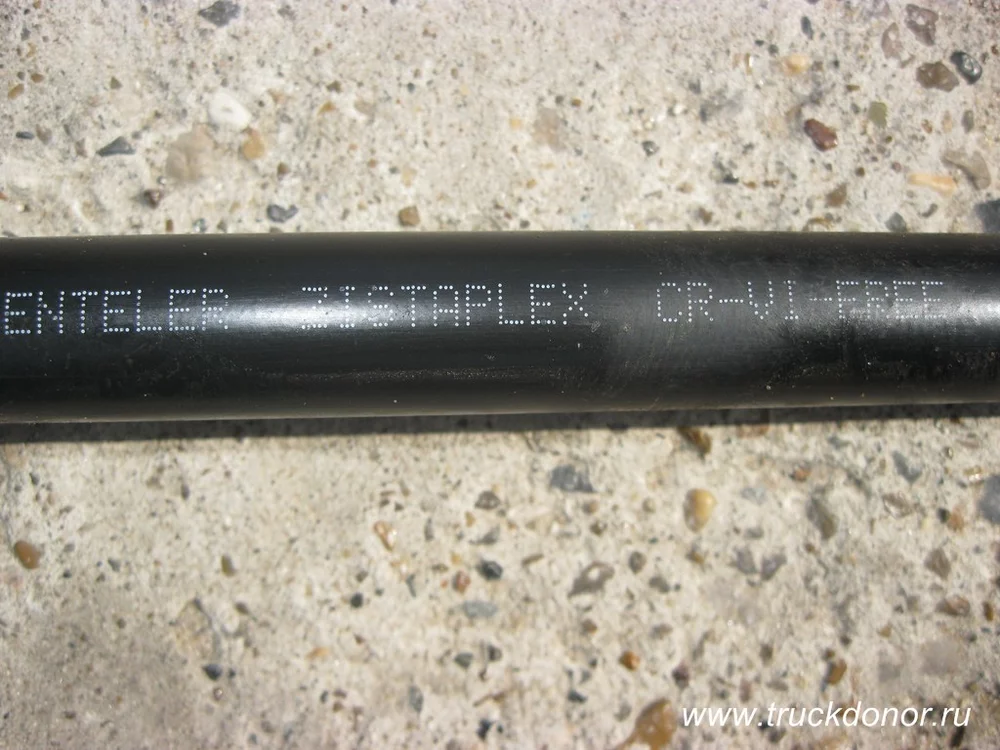 ENTELER ZISTAPLEX CR-VI-FREE
www.truckdonor.ru